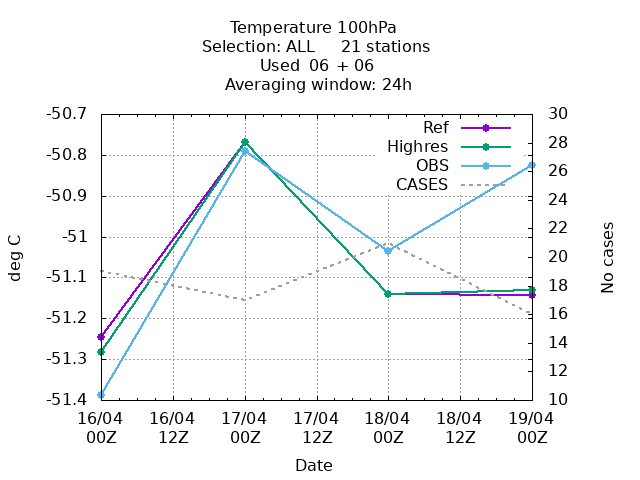 Temperature 100hPa
Selection: ALL 21 stations
Used 06 + 06
Averaging window: 24h
-50.7
-50.8
-50.9
-51
-51.1
-51.2
-51.3
-51.4
deg C
30
28
26
24
22
20
18
16
14
12
10
No cases
Ref
Highres
OBS
CASES
16/04 16/04 17/04 17/04 18/04 18/04 19/04
00Z 12Z 00Z 12Z 00Z 12Z 00Z
Date